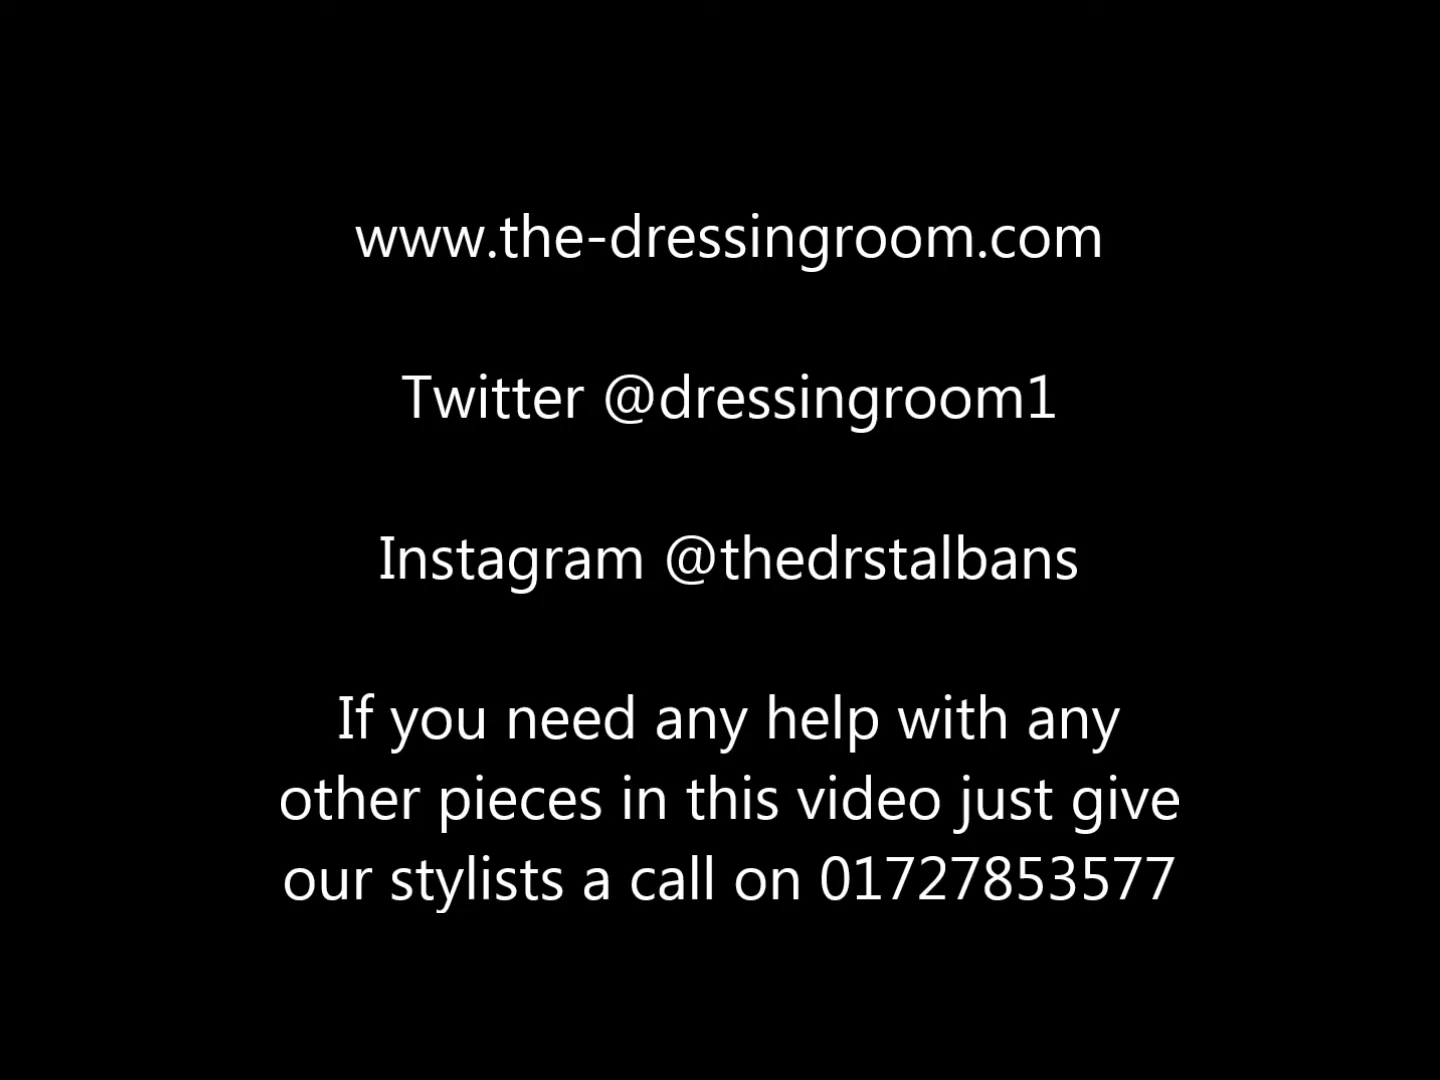 www.the-dressingroom.com
Twitter @dressingroom1
Instagram @thedrstalbans
If you need any help with any
other pieces in this video just give
our stylists a call on 01727853577